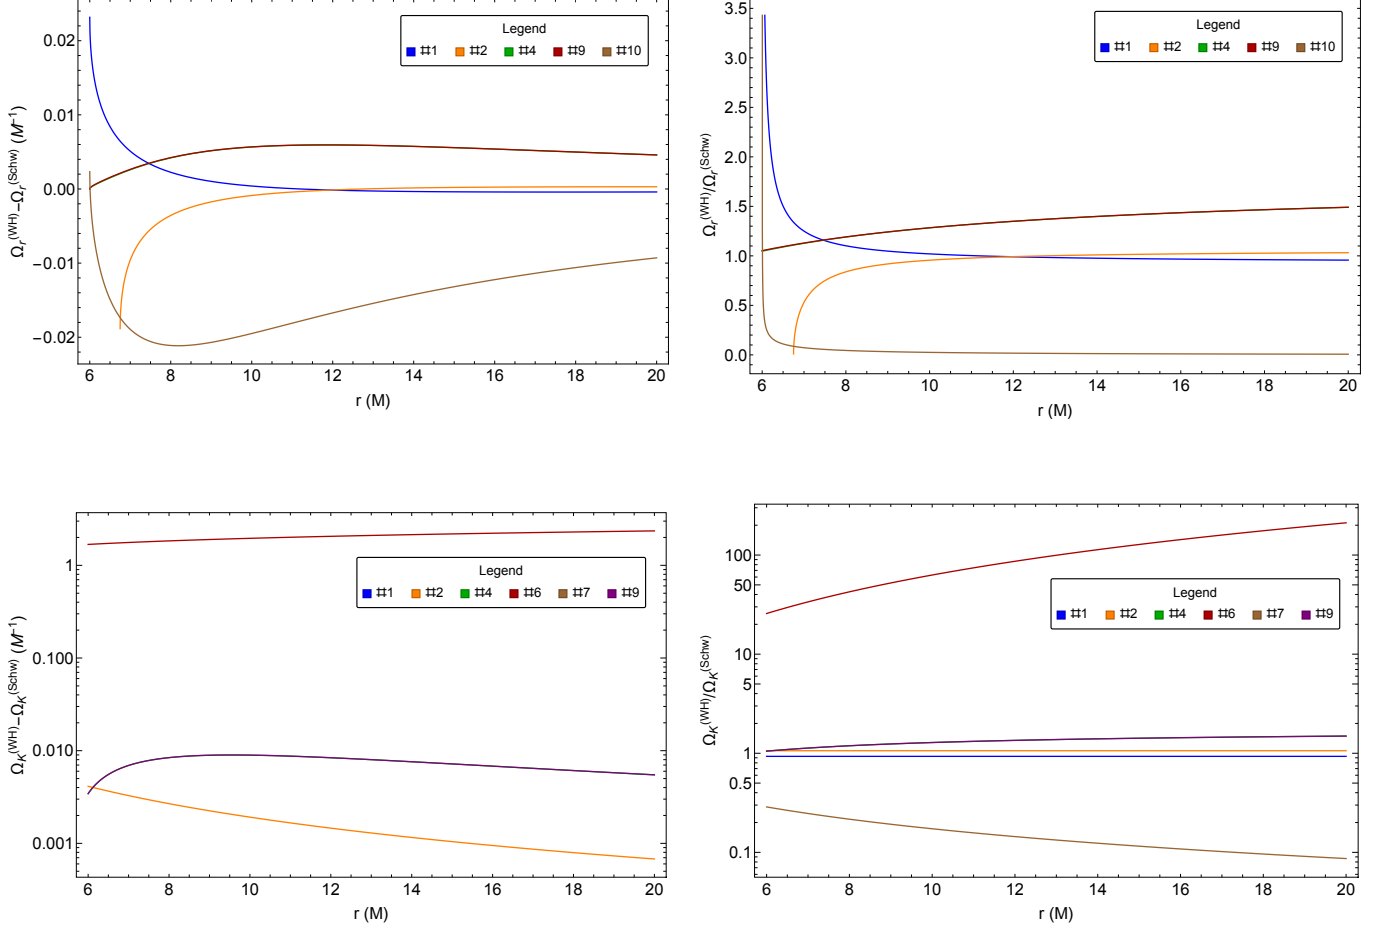 Ω_r^(WH)−Ω_r^(Schw) (M⁻¹)
0.02
0.01
0.00
−0.01
−0.02
Legend
#1 #2 #4 #9 #10
6 8 10 12 14 16 18 20
r (M)
Ω_r^(WH)/Ω_r^(Schw)
3.5
3.0
2.5
2.0
1.5
1.0
0.5
0.0
Legend
#1 #2 #4 #9 #10
6 8 10 12 14 16 18 20
r (M)
Ω_K^(WH)−Ω_K^(Schw) (M⁻¹)
1
0.100
0.010
0.001
Legend
#1 #2 #4 #6 #7 #9
6 8 10 12 14 16 18 20
r (M)
Ω_K^(WH)/Ω_K^(Schw)
100
50
10
5
1
0.5
0.1
Legend
#1 #2 #4 #6 #7 #9
6 8 10 12 14 16 18 20
r (M)